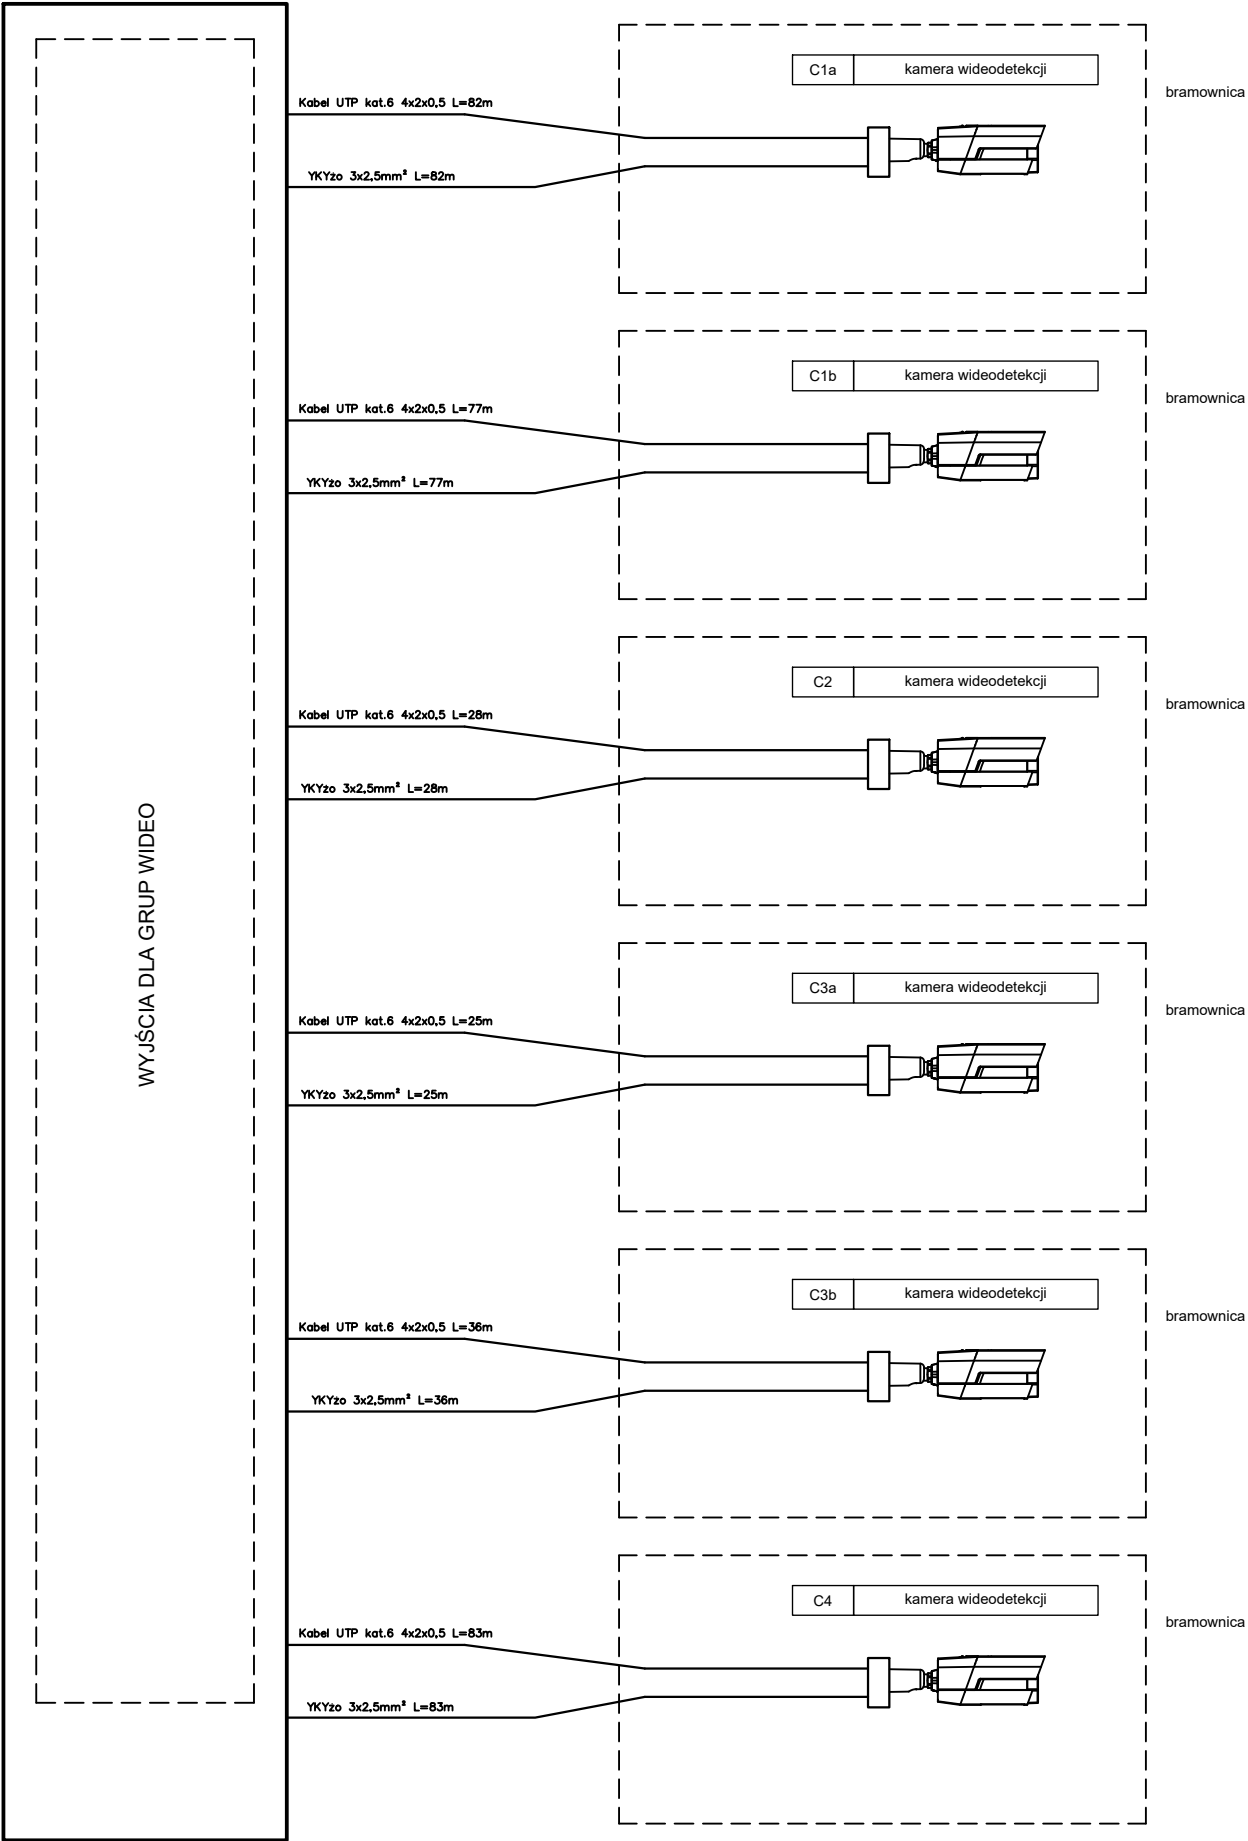 C1a kamera wideodetekcji
bramownica
Kabel UTP kat.6 4x2x0,5 L=82m
YKYżo 3x2,5mm² L=82m
C1b kamera wideodetekcji
bramownica
Kabel UTP kat.6 4x2x0,5 L=77m
YKYżo 3x2,5mm² L=77m
C2 kamera wideodetekcji
bramownica
Kabel UTP kat.6 4x2x0,5 L=28m
YKYżo 3x2,5mm² L=28m
WYJŚCIA DLA GRUP WIDEO
C3a kamera wideodetekcji
bramownica
Kabel UTP kat.6 4x2x0,5 L=25m
YKYżo 3x2,5mm² L=25m
C3b kamera wideodetekcji
bramownica
Kabel UTP kat.6 4x2x0,5 L=36m
YKYżo 3x2,5mm² L=36m
C4 kamera wideodetekcji
bramownica
Kabel UTP kat.6 4x2x0,5 L=83m
YKYżo 3x2,5mm² L=83m